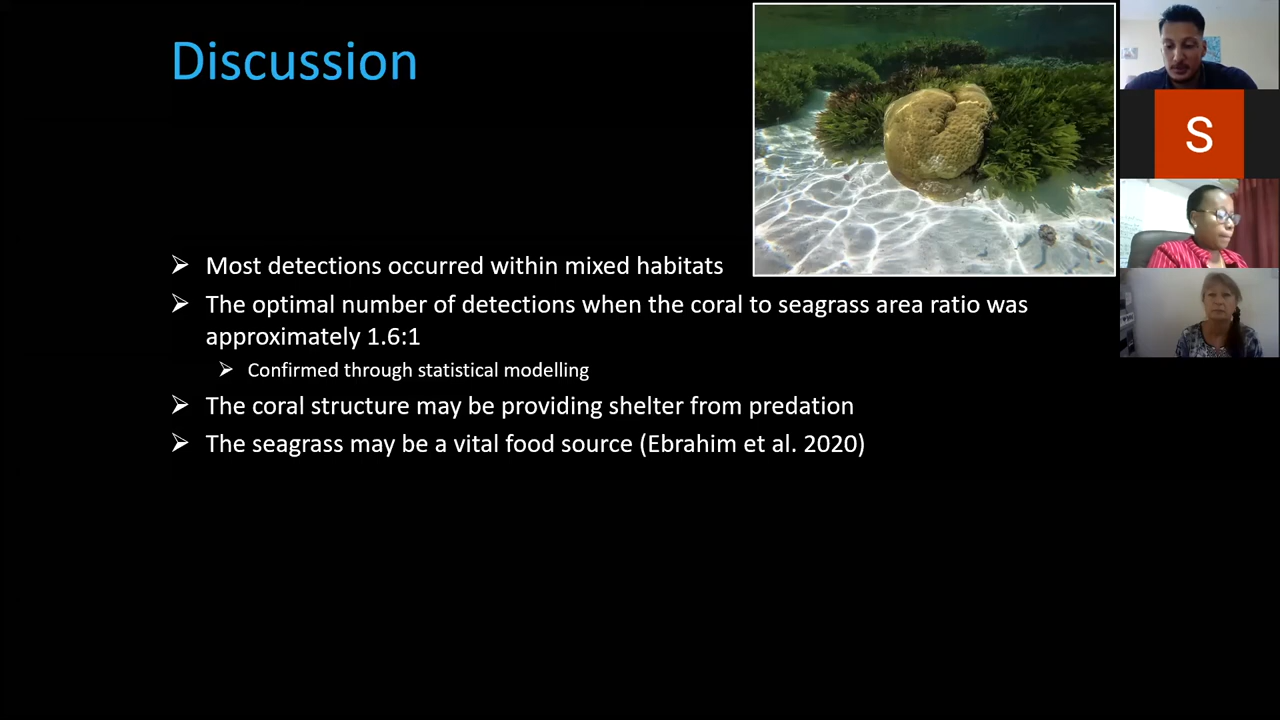 Discussion
S
Most detections occurred within mixed habitats
The optimal number of detections when the coral to seagrass area ratio was
approximately 1.6:1
Confirmed through statistical modelling
The coral structure may be providing shelter from predation
The seagrass may be a vital food source (Ebrahim et al. 2020)